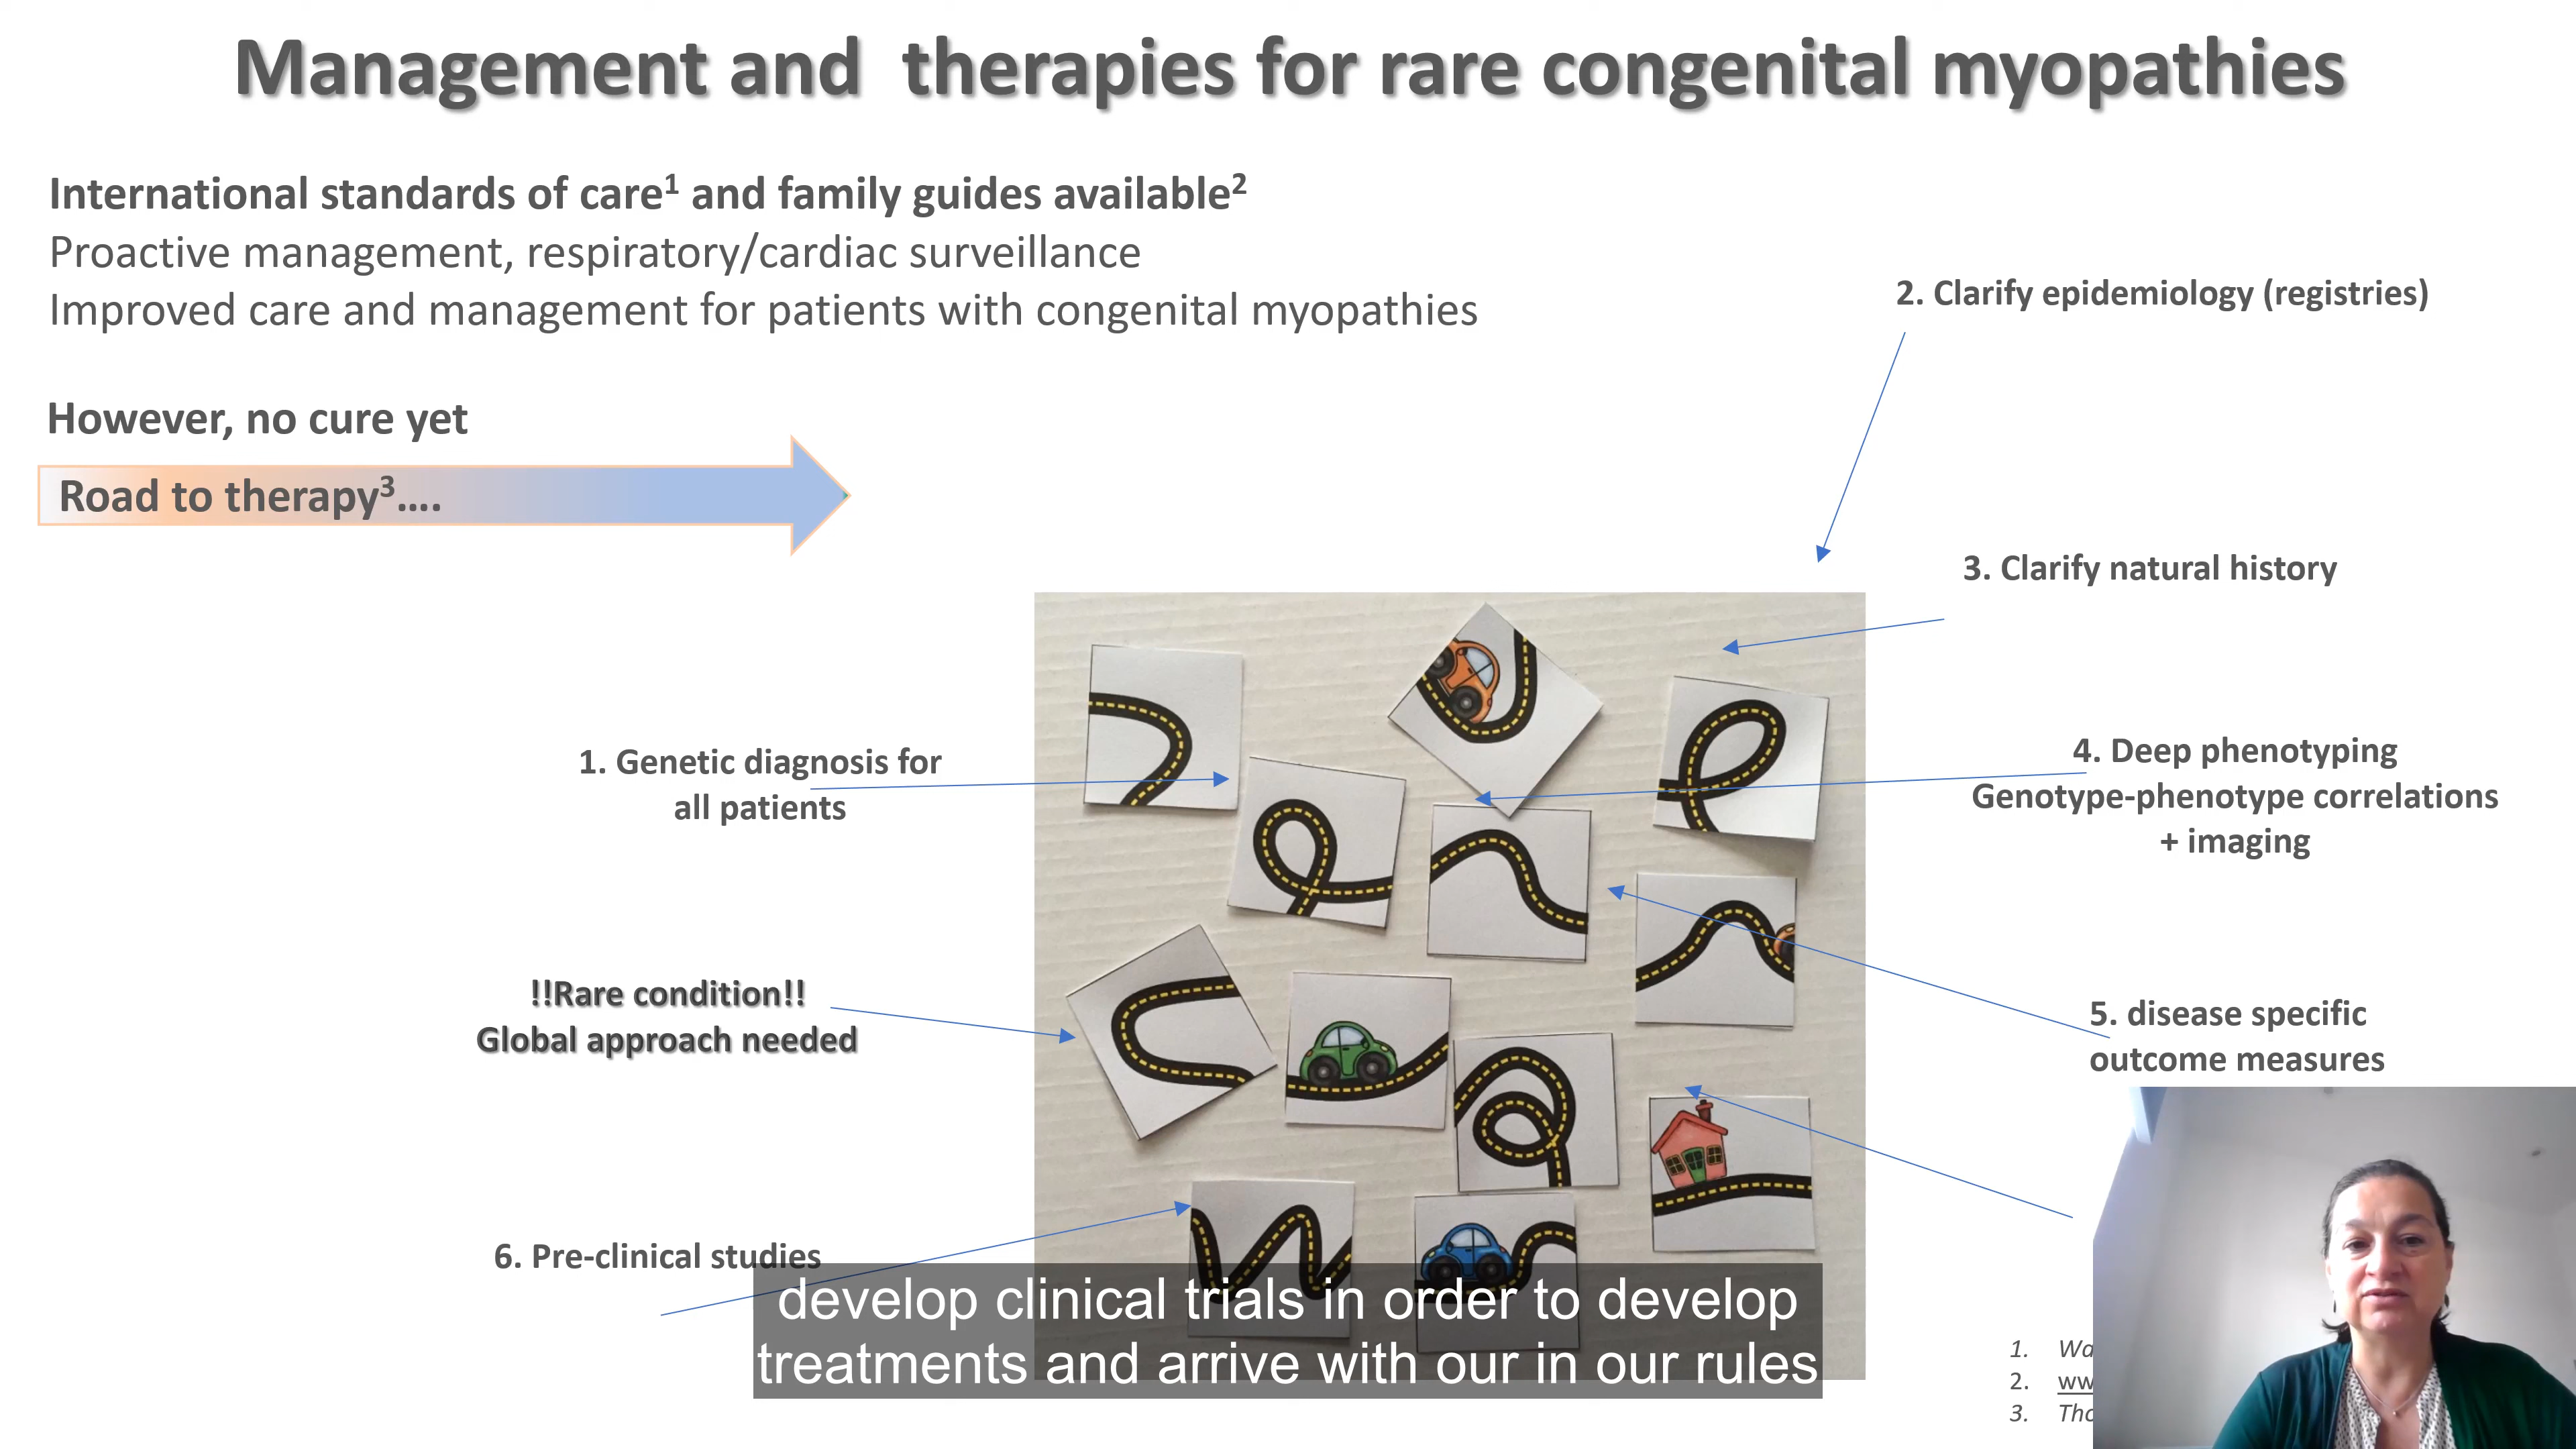 Management and therapies for rare congenital myopathies
International standards of care1 and family guides available2
Proactive management, respiratory/cardiac surveillance
Improved care and management for patients with congenital myopathies
However, no cure yet
Road to therapy3....
2. Clarify epidemiology (registries)
3. Clarify natural history
1. Genetic diagnosis for
all patients
4. Deep phenotyping
Genotype-phenotype correlations
+ imaging
!!Rare condition!!
Global approach needed
5. disease specific
outcome measures
6. Pre-clinical studies
develop clinical trials in order to develop
treatments and arrive with our in our rules
1.
2.
3.